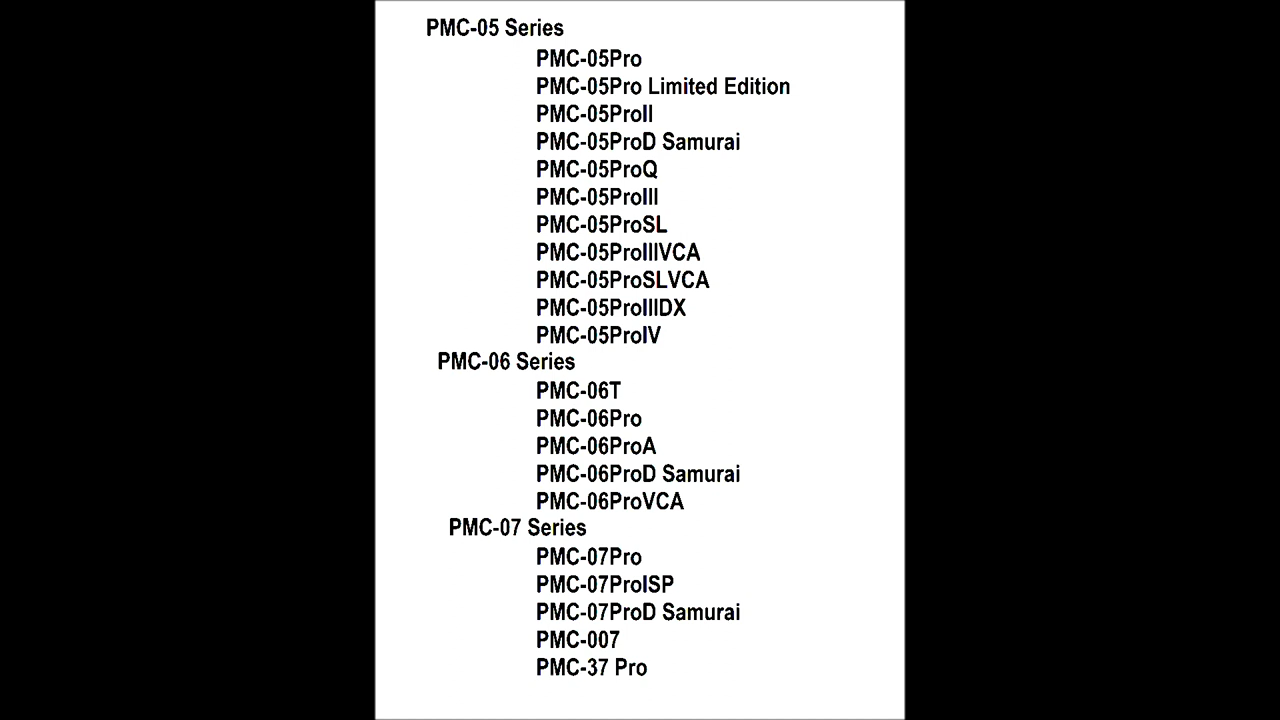 PMC-05 Series
PMC-05Pro
PMC-05Pro Limited Edition
PMC-05ProII
PMC-05ProD Samurai
PMC-05ProQ
PMC-05ProIII
PMC-05ProSL
PMC-05ProIIIVCA
PMC-05ProSLVCA
PMC-05ProIIIDX
PMC-05ProIV
PMC-06 Series
PMC-06T
PMC-06Pro
PMC-06ProA
PMC-06ProD Samurai
PMC-06ProVCA
PMC-07 Series
PMC-07Pro
PMC-07ProISP
PMC-07ProD Samurai
PMC-007
PMC-37 Pro